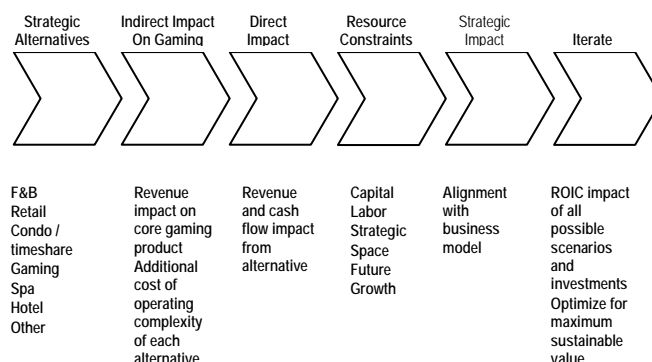 Strategic
Alternatives
Indirect Impact
On Gaming
Direct
Impact
Resource
Constraints
Strategic
Impact
Iterate
F&B
Retail
Condo /
timeshare
Gaming
Spa
Hotel
Other
Revenue
impact on
core gaming
product
Additional
cost of
operating
complexity
of each
alternative
Revenue
and cash
flow impact
from
alternative
Capital
Labor
Strategic
Space
Future
Growth
Alignment
with
business
model
ROIC impact
of all
possible
scenarios
and
investments
Optimize for
maximum
sustainable
value